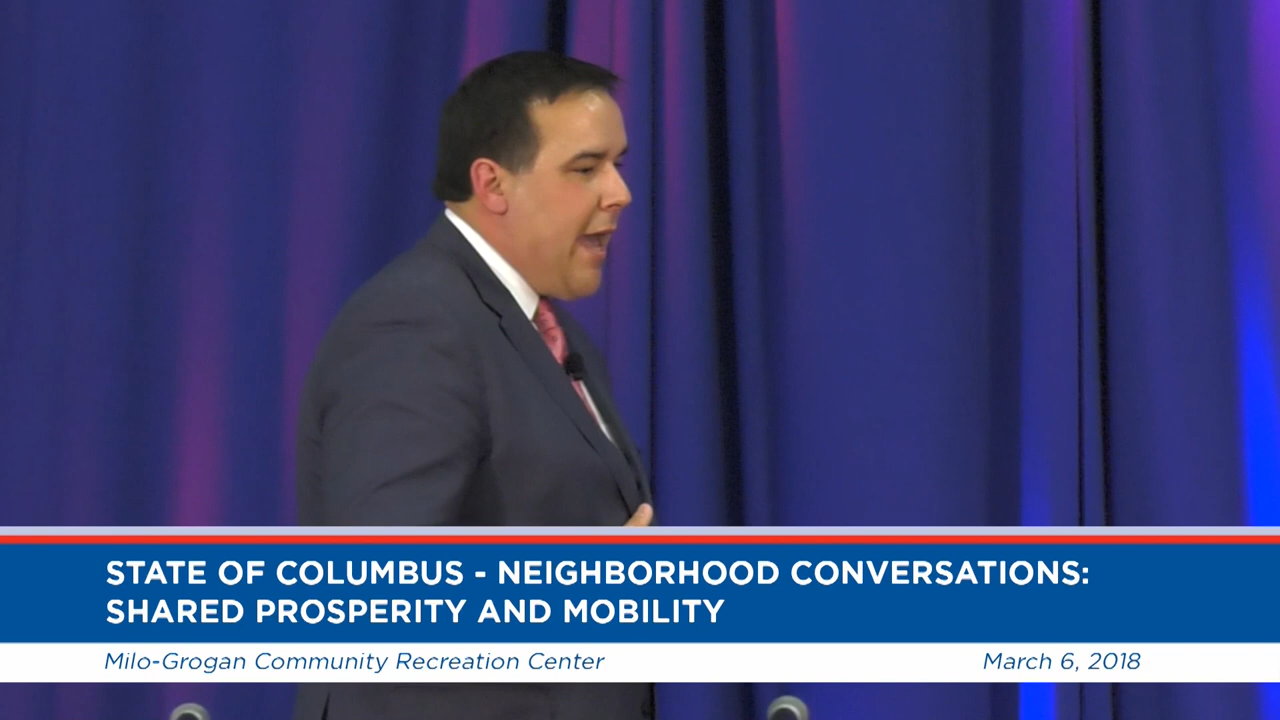 STATE OF COLUMBUS - NEIGHBORHOOD CONVERSATIONS:
SHARED PROSPERITY AND MOBILITY
Milo-Grogan Community Recreation Center
March 6, 2018